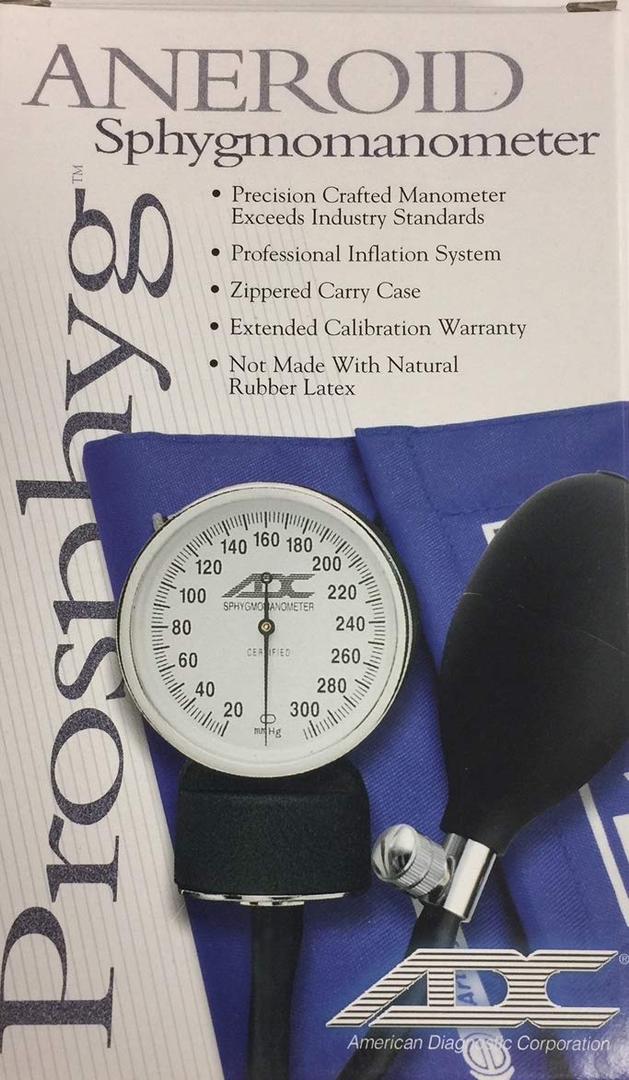 ANEROID
Sphygmomanometer
Prosphyg™
• Precision Crafted Manometer
Exceeds Industry Standards
• Professional Inflation System
• Zippered Carry Case
• Extended Calibration Warranty
• Not Made With Natural
Rubber Latex
160
140 180
120 200
100 220
ADC
SPHYGMOMANOMETER
80 240
CERTIFIED
60 260
40 280
20 300
mmHg
ADC®
American Diagnostic Corporation